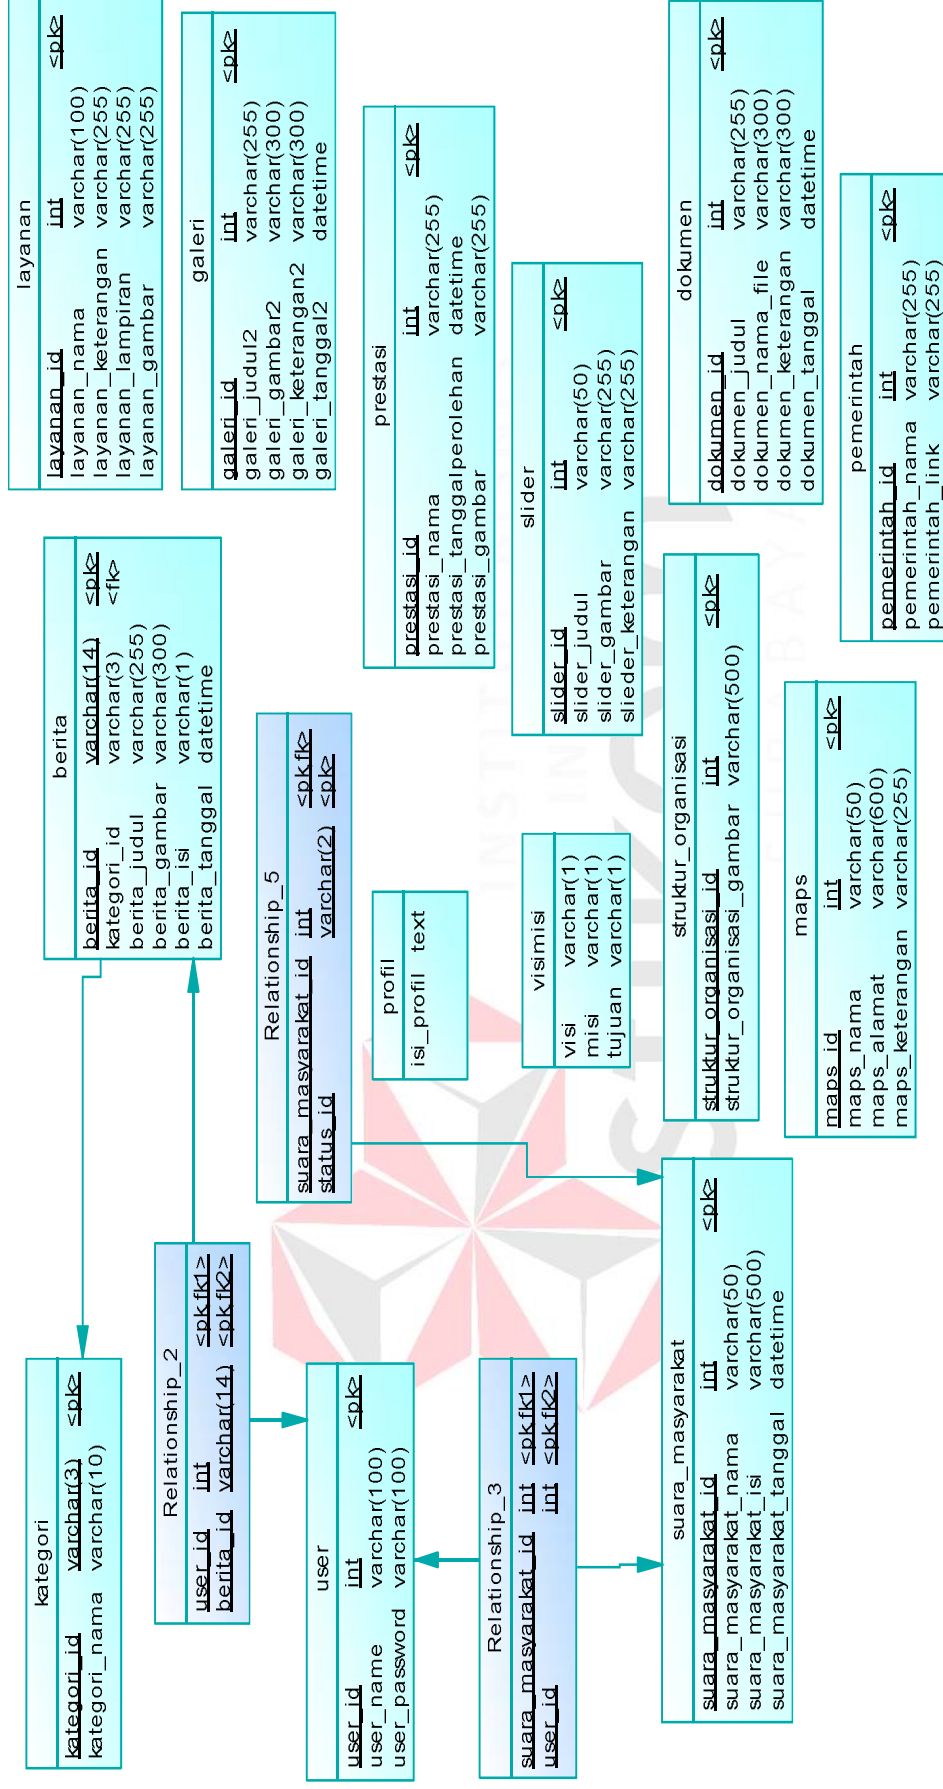 kategori
kategori_id varchar(3) <pk>
kategori_nama varchar(10)
berita
berita_id varchar(14) <pk>
kategori_id varchar(3) <fk>
berita_judul varchar(255)
berita_gambar varchar(300)
berita_isi varchar(1)
berita_tanggal datetime
layanan
layanan_id int <pk>
layanan_nama varchar(100)
layanan_keterangan varchar(255)
layanan_lampiran varchar(255)
layanan_gambar varchar(255)
Relationship_2
user_id int <pk,fk1>
berita_id varchar(14) <pk,fk2>
galeri
galeri_id int <pk>
galeri_judul2 varchar(255)
galeri_gambar2 varchar(300)
galeri_keterangan2 varchar(300)
galeri_tanggal2 datetime
Relationship_5
suara_masyarakat_id int <pk,fk>
status_id varchar(2) <pk>
user
user_id int <pk>
user_name varchar(100)
user_password varchar(100)
profil
isi_profil text
prestasi
prestasi_id int <pk>
prestasi_nama varchar(255)
prestasi_tanggalperolehan datetime
prestasi_gambar varchar(255)
Relationship_3
suara_masyarakat_id int <pk,fk1>
user_id int <pk,fk2>
visimisi
visi varchar(1)
misi varchar(1)
tujuan varchar(1)
slider
slider_id int <pk>
slider_judul varchar(50)
slider_gambar varchar(255)
slieder_keterangan varchar(255)
suara_masyarakat
suara_masyarakat_id int <pk>
suara_masyarakat_nama varchar(50)
suara_masyarakat_isi varchar(500)
suara_masyarakat_tanggal datetime
struktur_organisasi
struktur_organisasi_id int <pk>
struktur_organisasi_gambar varchar(500)
dokumen
dokumen_id int <pk>
dokumen_judul varchar(255)
dokumen_nama_file varchar(300)
dokumen_keterangan varchar(300)
dokumen_tanggal datetime
maps
maps_id int <pk>
maps_nama varchar(50)
maps_alamat varchar(600)
maps_keterangan varchar(255)
pemerintah
pemerintah_id int <pk>
pemerintah_nama varchar(255)
pemerintah_link varchar(255)